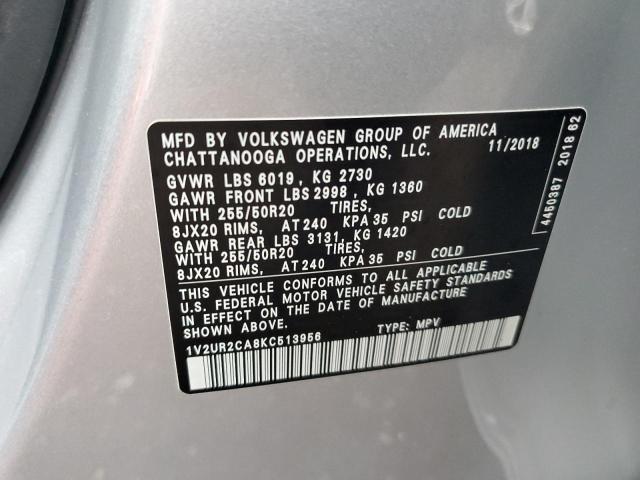 MFD BY VOLKSWAGEN GROUP OF AMERICA
CHATTANOOGA OPERATIONS, LLC. 11/2018
GVWR LBS 6019, KG 2730
GAWR FRONT LBS 2998, KG 1360
WITH 255/50R20 TIRES,
8JX20 RIMS, AT 240 KPA 35 PSI COLD
GAWR REAR LBS 3131, KG 1420
WITH 255/50R20 TIRES,
8JX20 RIMS, AT 240 KPA 35 PSI COLD
THIS VEHICLE CONFORMS TO ALL APPLICABLE
U.S. FEDERAL MOTOR VEHICLE SAFETY STANDARDS
IN EFFECT ON THE DATE OF MANUFACTURE
SHOWN ABOVE.
1V2UR2CA8KC513956 TYPE: MPV
4450387 2018 62